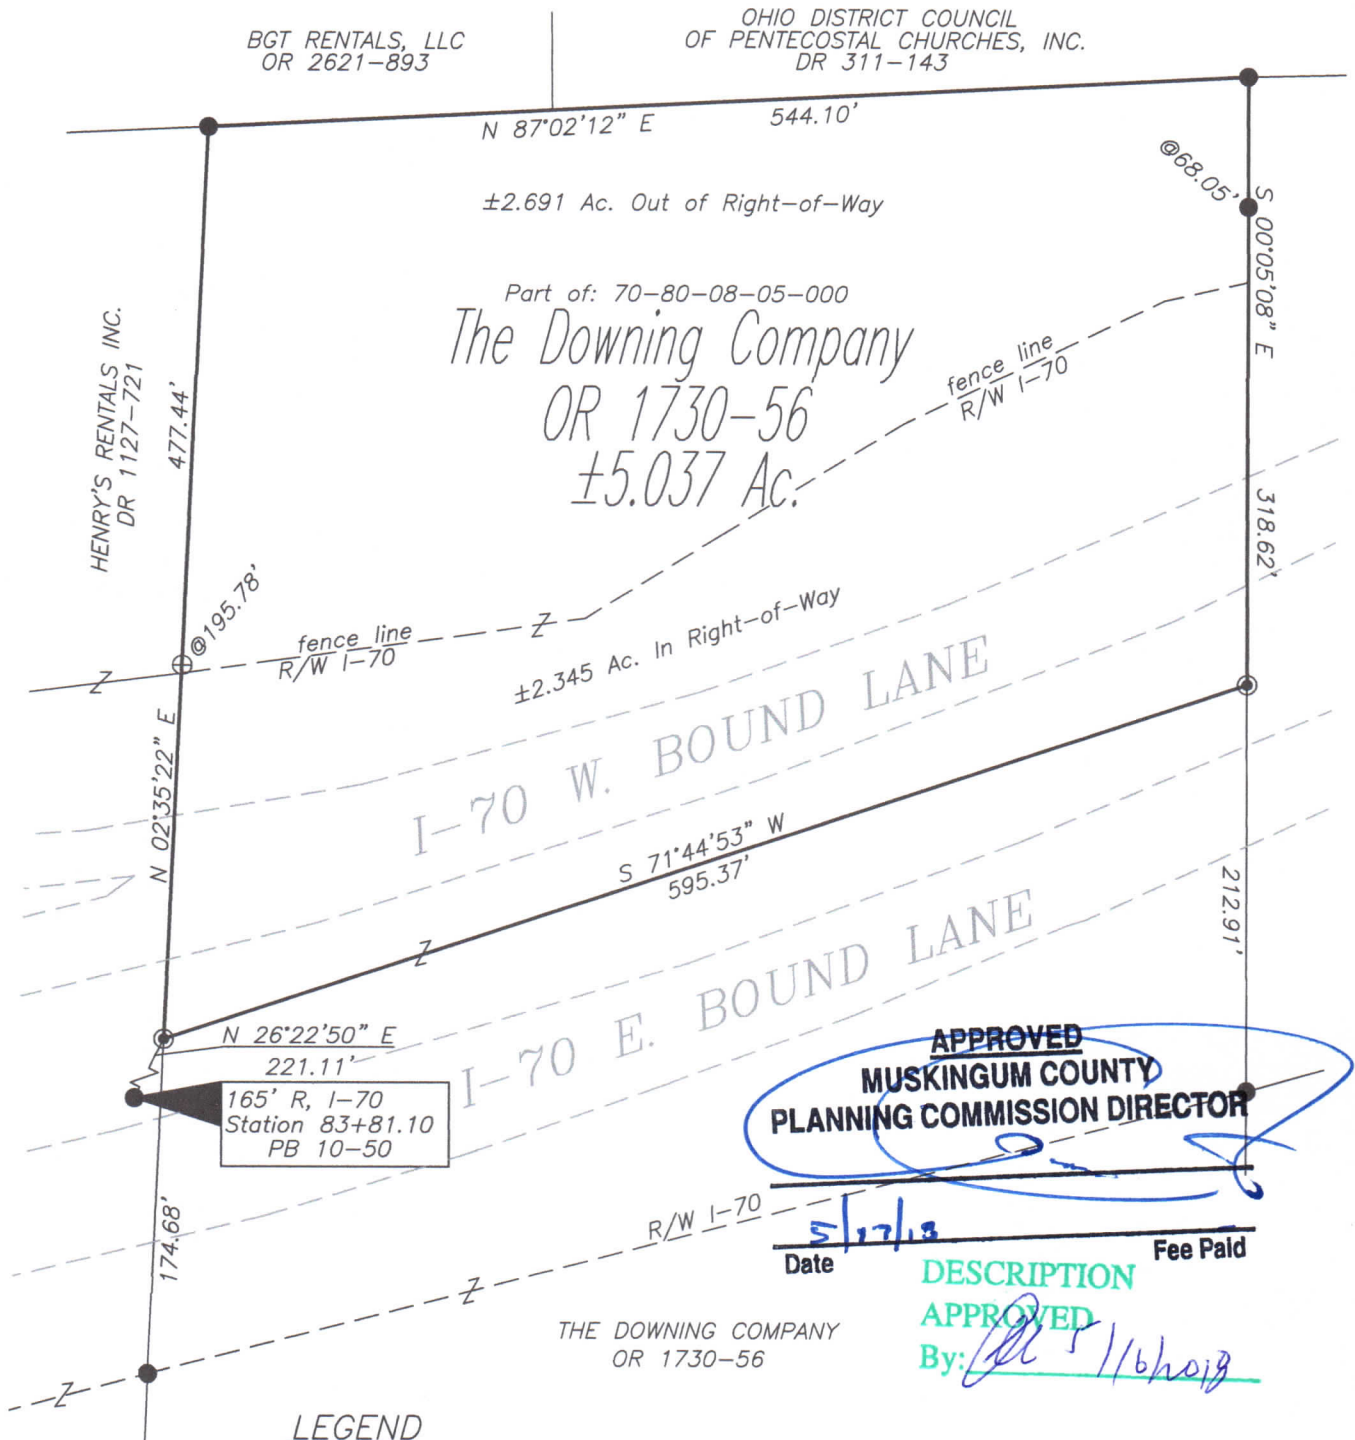 BGT RENTALS, LLC
OR 2621-893
OHIO DISTRICT COUNCIL
OF PENTECOSTAL CHURCHES, INC.
DR 311-143
N 87°02'12" E
544.10'
@68.05'
±2.691 Ac. Out of Right-of-Way
S 00°05'08" E
Part of: 70-80-08-05-000
The Downing Company
OR 1730-56
±5.037 Ac.
HENRY'S RENTALS INC.
DR 1127-721
477.44'
fence line
R/W I-70
318.62'
@195.78'
fence line
R/W I-70
Z
Z
±2.345 Ac. In Right-of-Way
I-70 W. BOUND LANE
N 02°35'22" E
S 71°44'53" W
595.37'
Z
212.91'
I-70 E. BOUND LANE
N 26°22'50" E
221.11'
165' R, I-70
Station 83+81.10
PB 10-50
APPROVED
MUSKINGUM COUNTY
PLANNING COMMISSION DIRECTOR
174.68'
R/W I-70
5/17/18
Date
Fee Paid
Z
Z
DESCRIPTION
APPROVED
By: 5/16/2018
THE DOWNING COMPANY
OR 1730-56
LEGEND